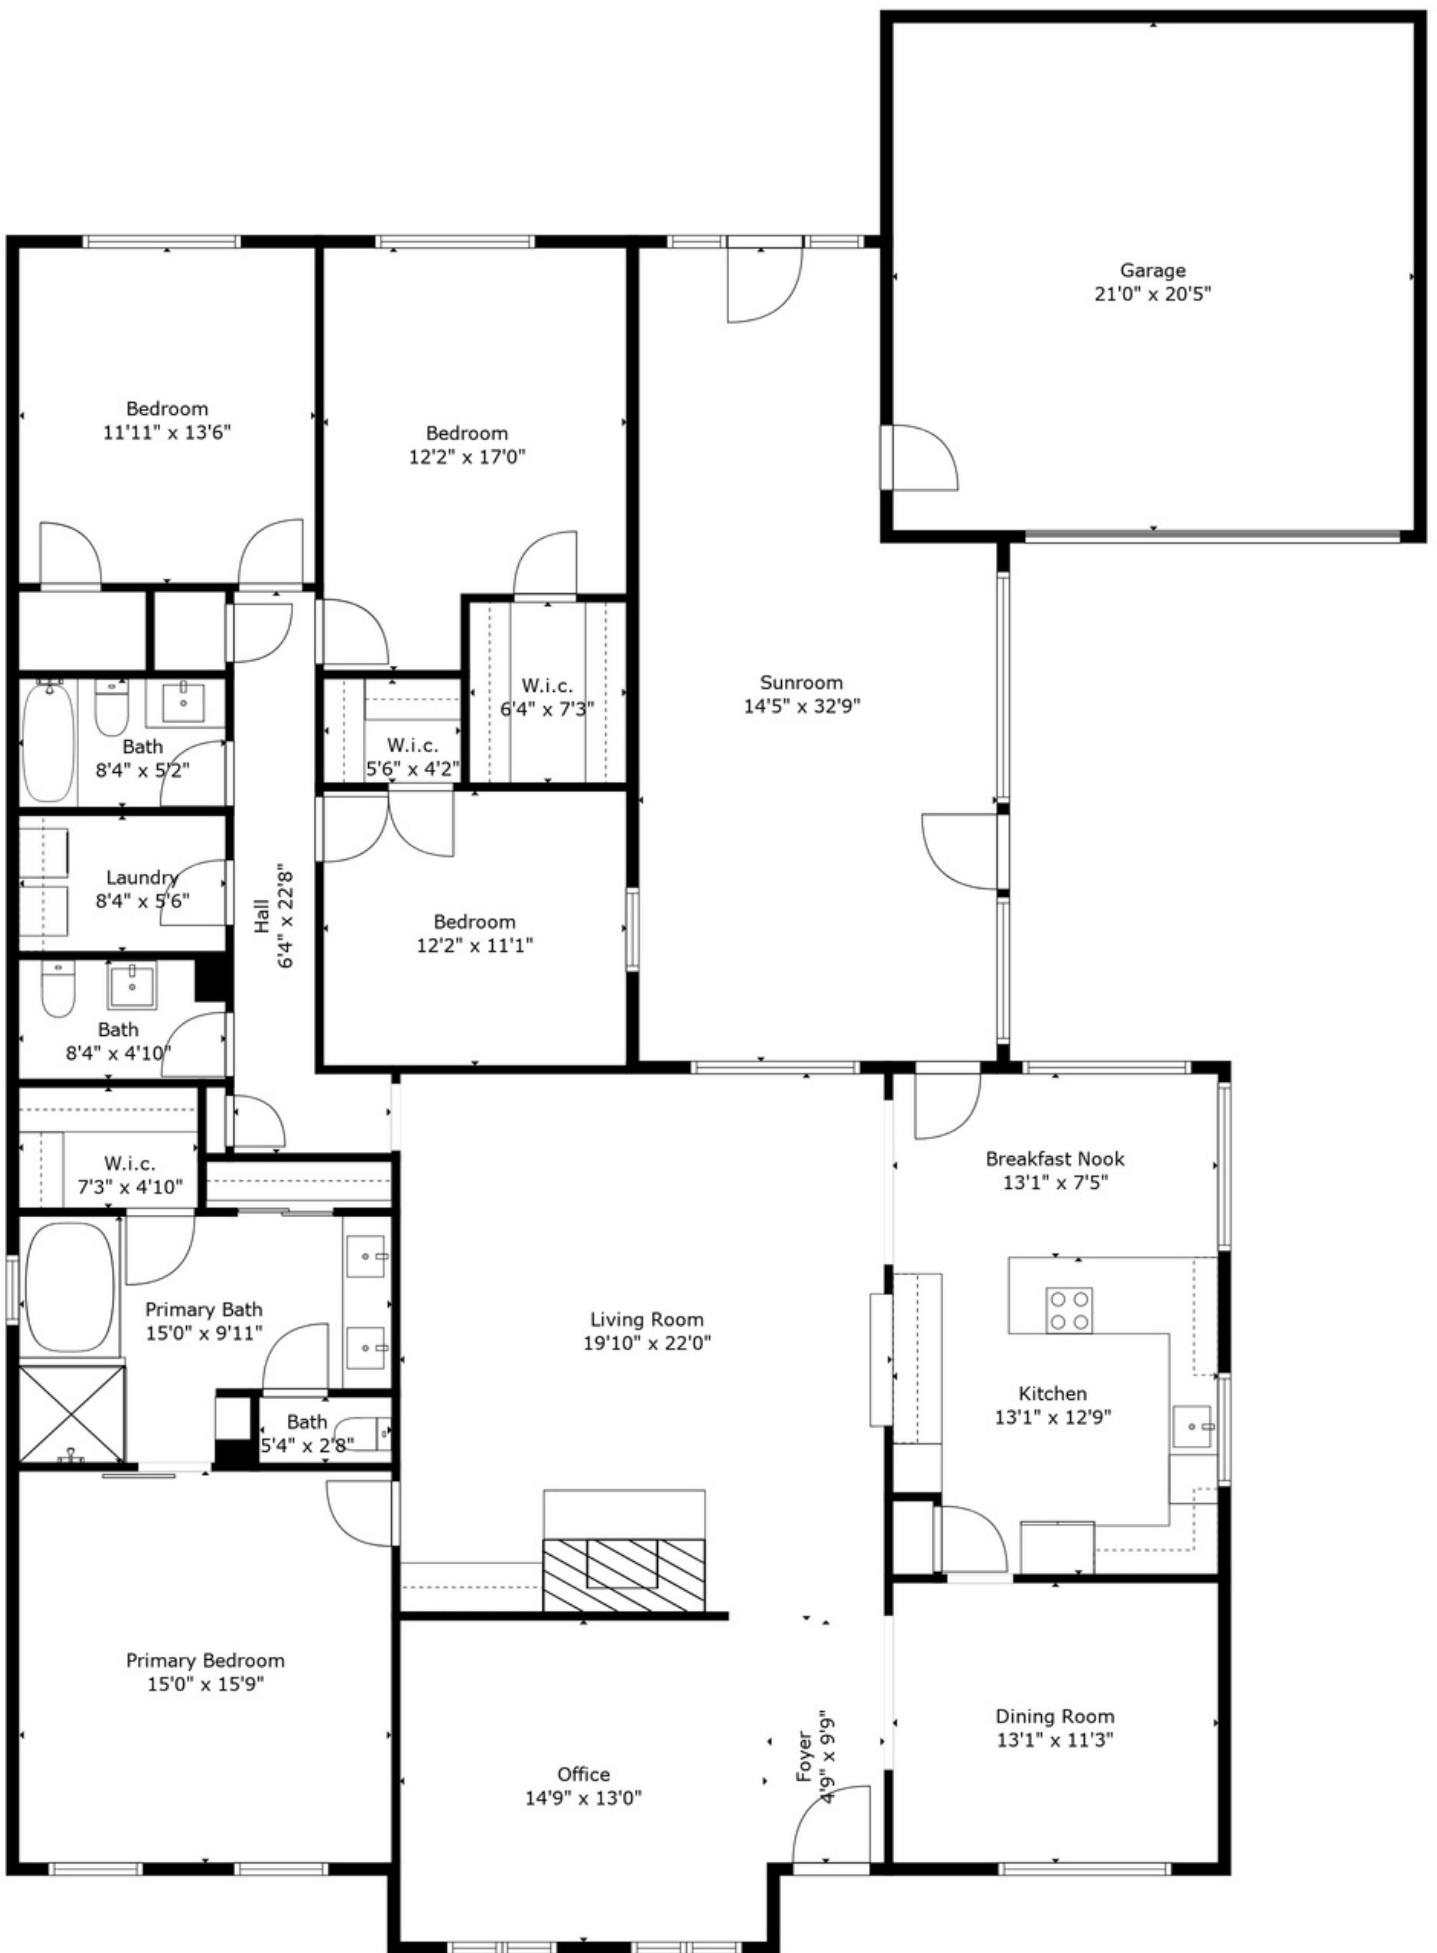 Garage
21'0" x 20'5"
Bedroom
11'11" x 13'6"
Bedroom
12'2" x 17'0"
Sunroom
14'5" x 32'9"
W.i.c.
6'4" x 7'3"
W.i.c.
5'6" x 4'2"
Bath
8'4" x 5'2"
Laundry
8'4" x 5'6"
Hall
6'4" x 22'8"
Bedroom
12'2" x 11'1"
Bath
8'4" x 4'10"
W.i.c.
7'3" x 4'10"
Breakfast Nook
13'1" x 7'5"
Primary Bath
15'0" x 9'11"
Living Room
19'10" x 22'0"
Kitchen
13'1" x 12'9"
Bath
5'4" x 2'8"
Primary Bedroom
15'0" x 15'9"
Dining Room
13'1" x 11'3"
Foyer
4'9" x 9'9"
Office
14'9" x 13'0"